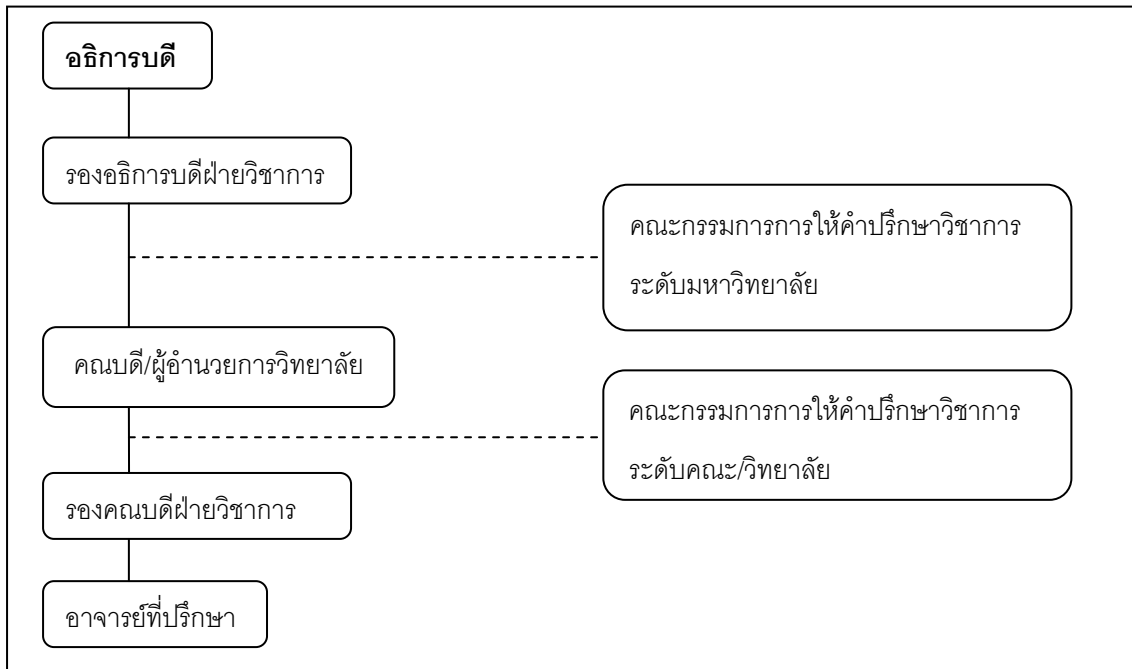 อธิการบดี
รองอธิการบดีฝ่ายวิชาการ
คณะกรรมการการให้คำปรึกษาวิชาการ
ระดับมหาวิทยาลัย
คณบดี/ผู้อำนวยการวิทยาลัย
คณะกรรมการการให้คำปรึกษาวิชาการ
ระดับคณะ/วิทยาลัย
รองคณบดีฝ่ายวิชาการ
อาจารย์ที่ปรึกษา